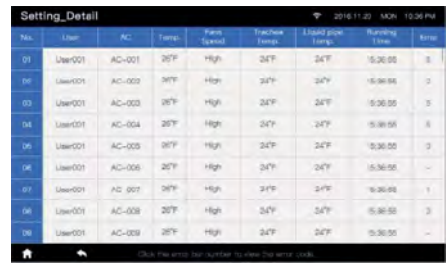 Setting_Detail 2016.11.20 MON 10:36 PM
No. User AC Temp. Fans Speed Trachea Temp. Liquid pipe temp. Running time Error
01 User001 AC-001 26°F High 24°F 24°F 15:36:55
02 User001 AC-002 26°F High 24°F 24°F 15:36:55
03 User001 AC-003 26°F High 24°F 24°F 15:36:55
04 User001 AC-004 26°F High 24°F 24°F 15:36:55
05 User001 AC-005 26°F High 24°F 24°F 15:36:55
06 User001 AC-006 26°F High 24°F 24°F 15:36:55 -
07 User001 AC-007 26°F High 24°F 24°F 15:36:55
08 User001 AC-008 26°F High 24°F 24°F 15:36:55
09 User001 AC-009 26°F High 24°F 24°F 15:36:55 -
Click the error bar number to view the error code.